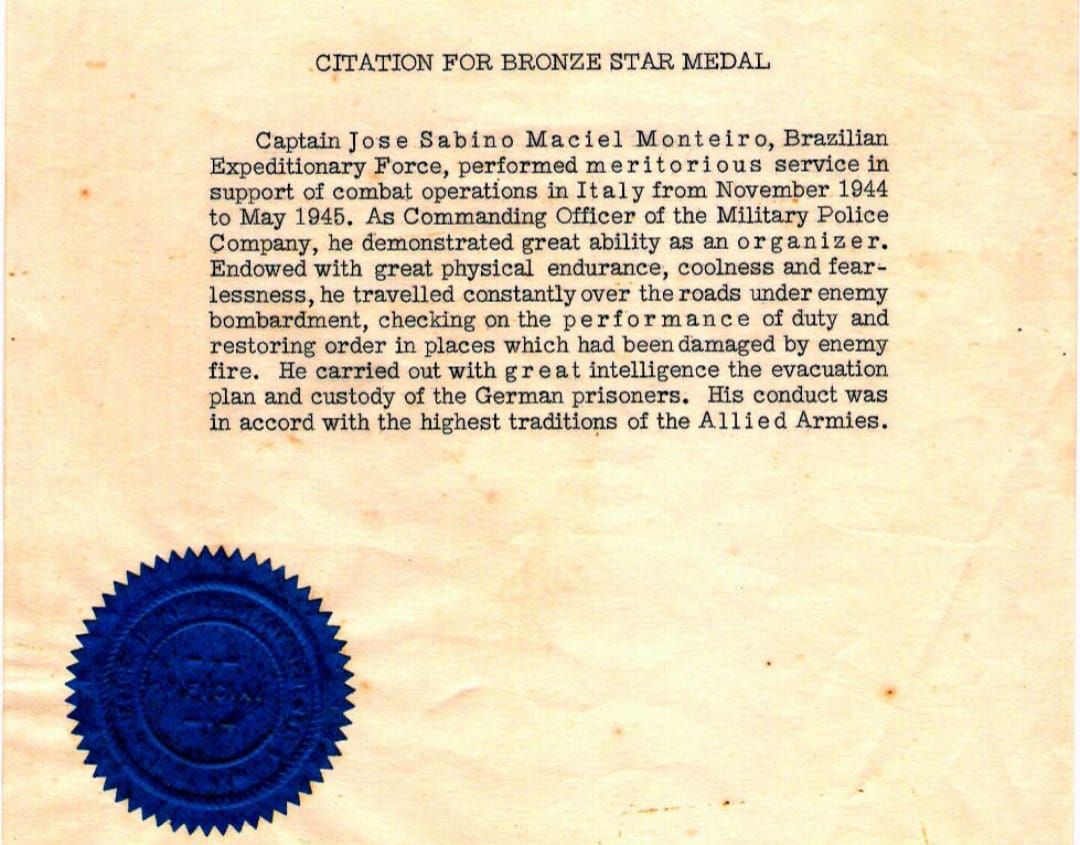 CITATION FOR BRONZE STAR MEDAL
Captain Jose Sabino Maciel Monteiro, Brazilian
Expeditionary Force, performed meritorious service in
support of combat operations in Italy from November 1944
to May 1945. As Commanding Officer of the Military Police
Company, he demonstrated great ability as an organizer.
Endowed with great physical endurance, coolness and fear-
lessness, he travelled constantly over the roads under enemy
bombardment, checking on the performance of duty and
restoring order in places which had been damaged by enemy
fire. He carried out with great intelligence the evacuation
plan and custody of the German prisoners. His conduct was
in accord with the highest traditions of the Allied Armies.